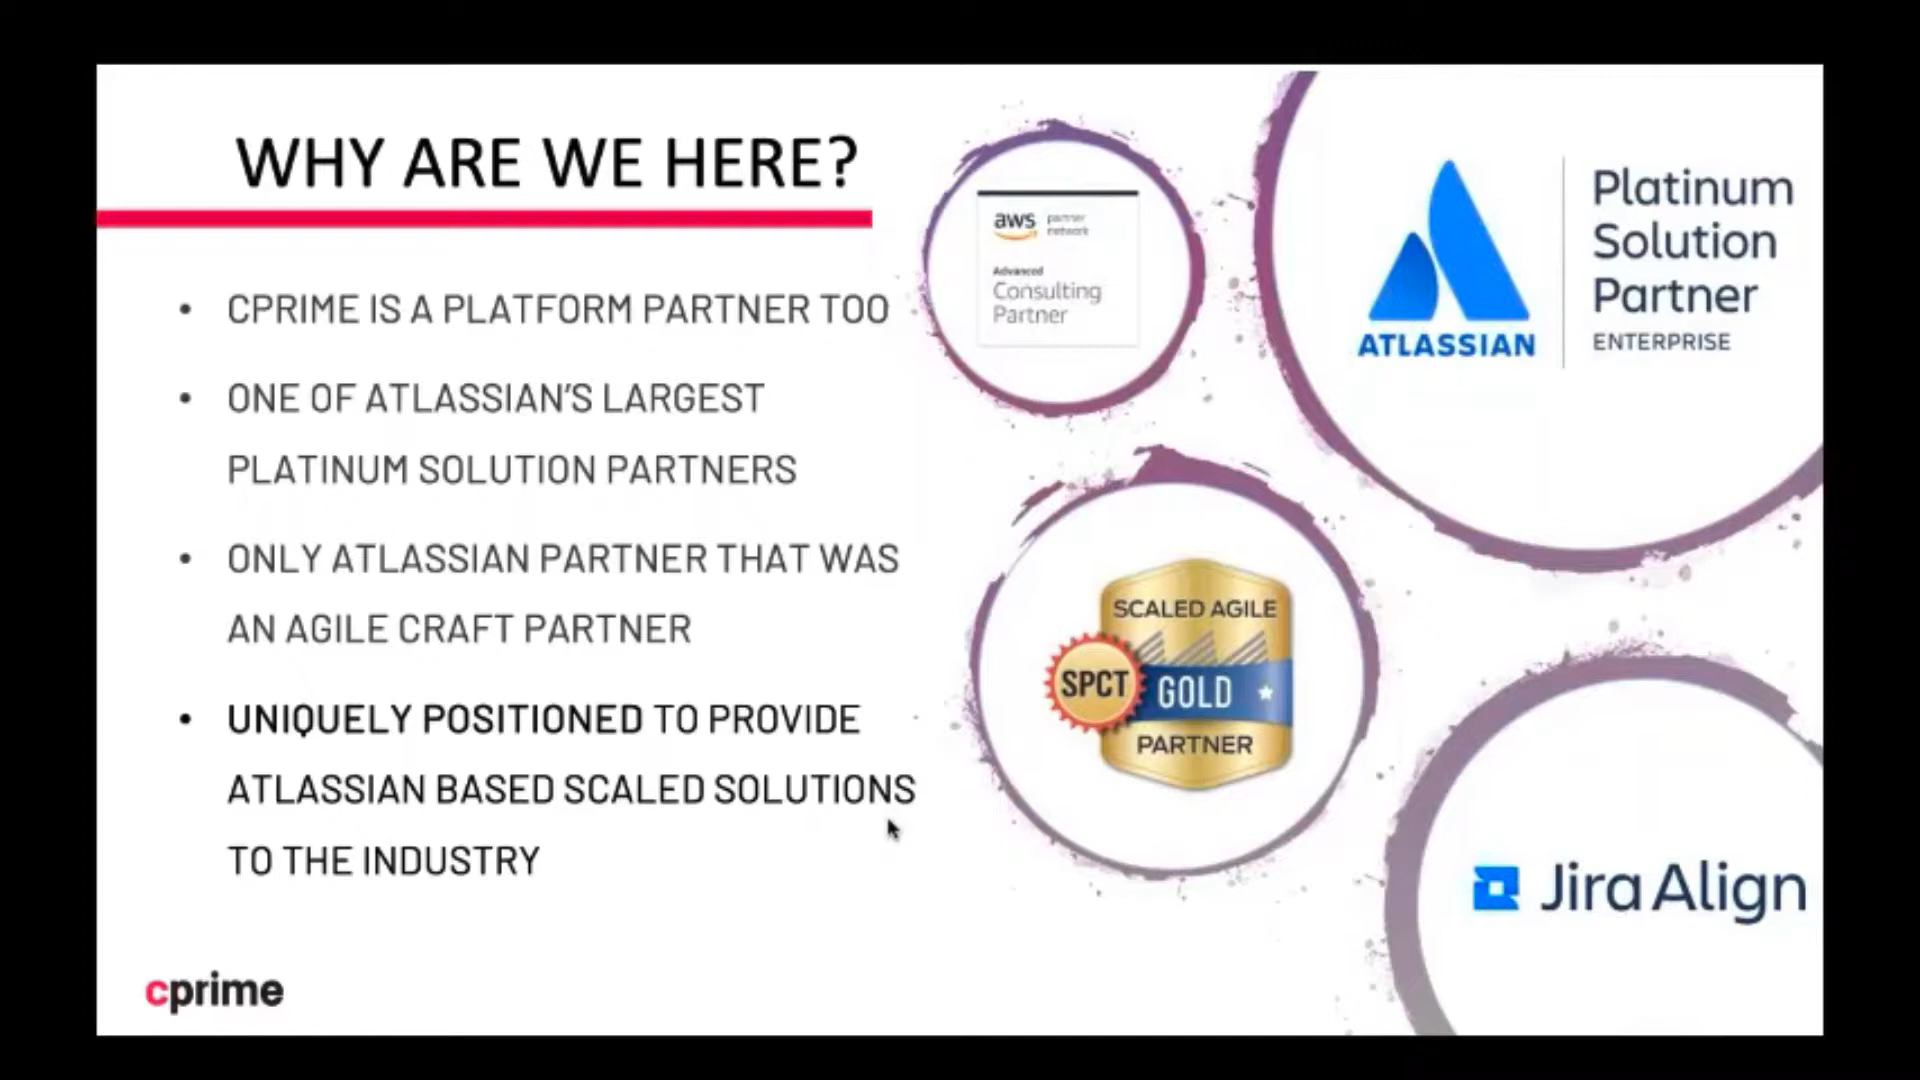 WHY ARE WE HERE?
• CPRIME IS A PLATFORM PARTNER TOO
• ONE OF ATLASSIAN'S LARGEST
PLATINUM SOLUTION PARTNERS
• ONLY ATLASSIAN PARTNER THAT WAS
AN AGILE CRAFT PARTNER
• UNIQUELY POSITIONED TO PROVIDE
ATLASSIAN BASED SCALED SOLUTIONS
TO THE INDUSTRY
cprime
aws partner
network
Advanced
Consulting
Partner
ATLASSIAN
Platinum
Solution
Partner
ENTERPRISE
SCALED AGILE
SPCT GOLD
PARTNER
Jira Align